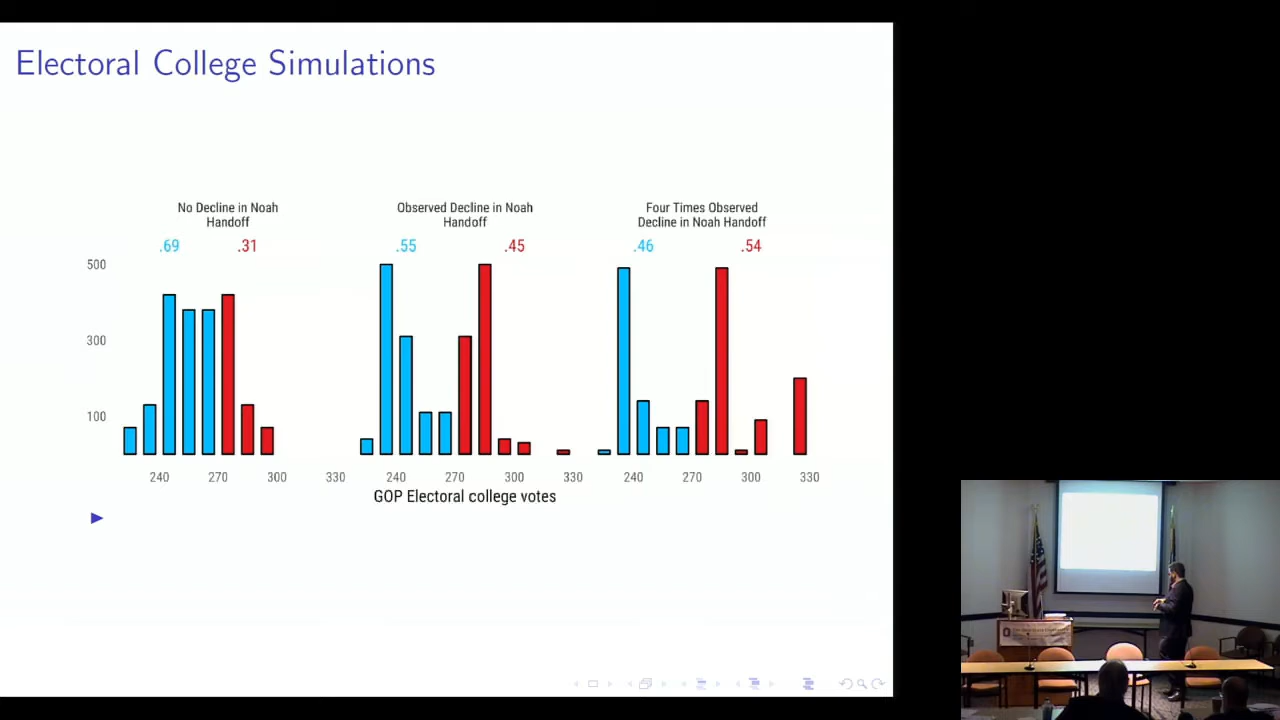 Electoral College Simulations
No Decline in Noah
Handoff
Observed Decline in Noah
Handoff
Four Times Observed
Decline in Noah Handoff
.69
.31
.55
.45
.46
.54
500
300
100
240
270
300
330
240
270
300
330
240
270
300
330
GOP Electoral college votes